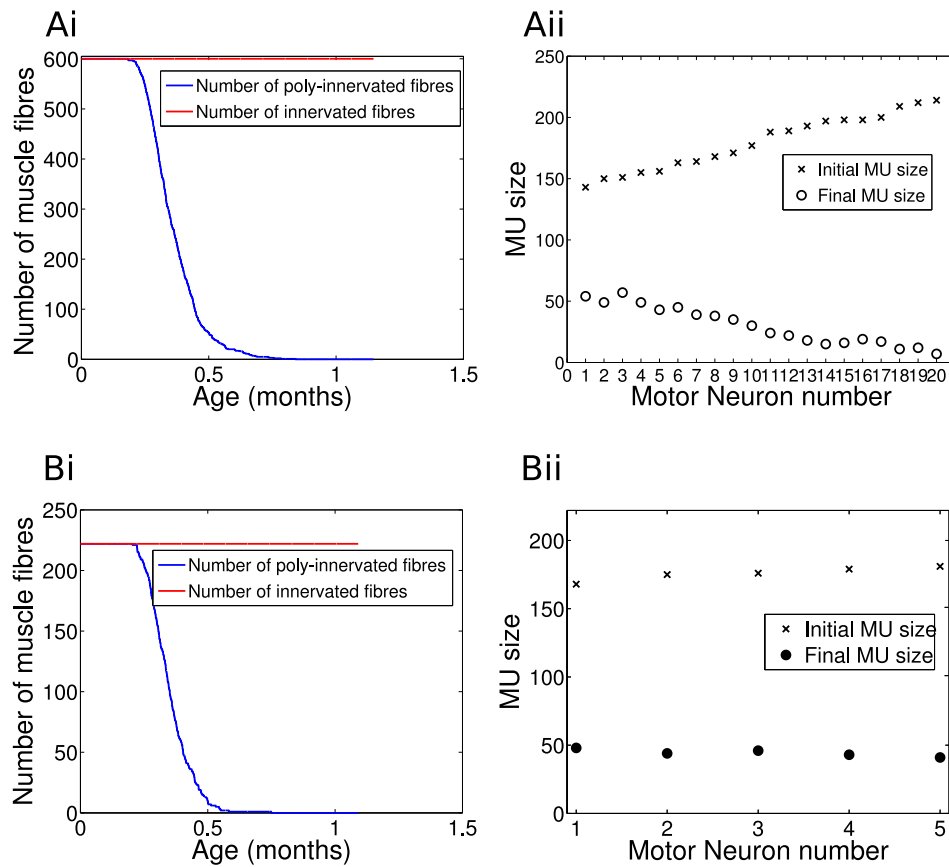 Ai
600
500
400
300
200
100
0
Number of muscle fibres
Number of poly-innervated fibres
Number of innervated fibres
0 0.5 1 1.5
Age (months)
Aii
250
200
150
100
50
0
MU size
Initial MU size
Final MU size
0 1 2 3 4 5 6 7 8 9 10 11 12 13 14 15 16 17 18 19 20
Motor Neuron number
Bi
250
200
150
100
50
0
Number of muscle fibres
Number of poly-innervated fibres
Number of innervated fibres
0 0.5 1 1.5
Age (months)
Bii
200
150
100
50
0
MU size
Initial MU size
Final MU size
1 2 3 4 5
Motor Neuron number